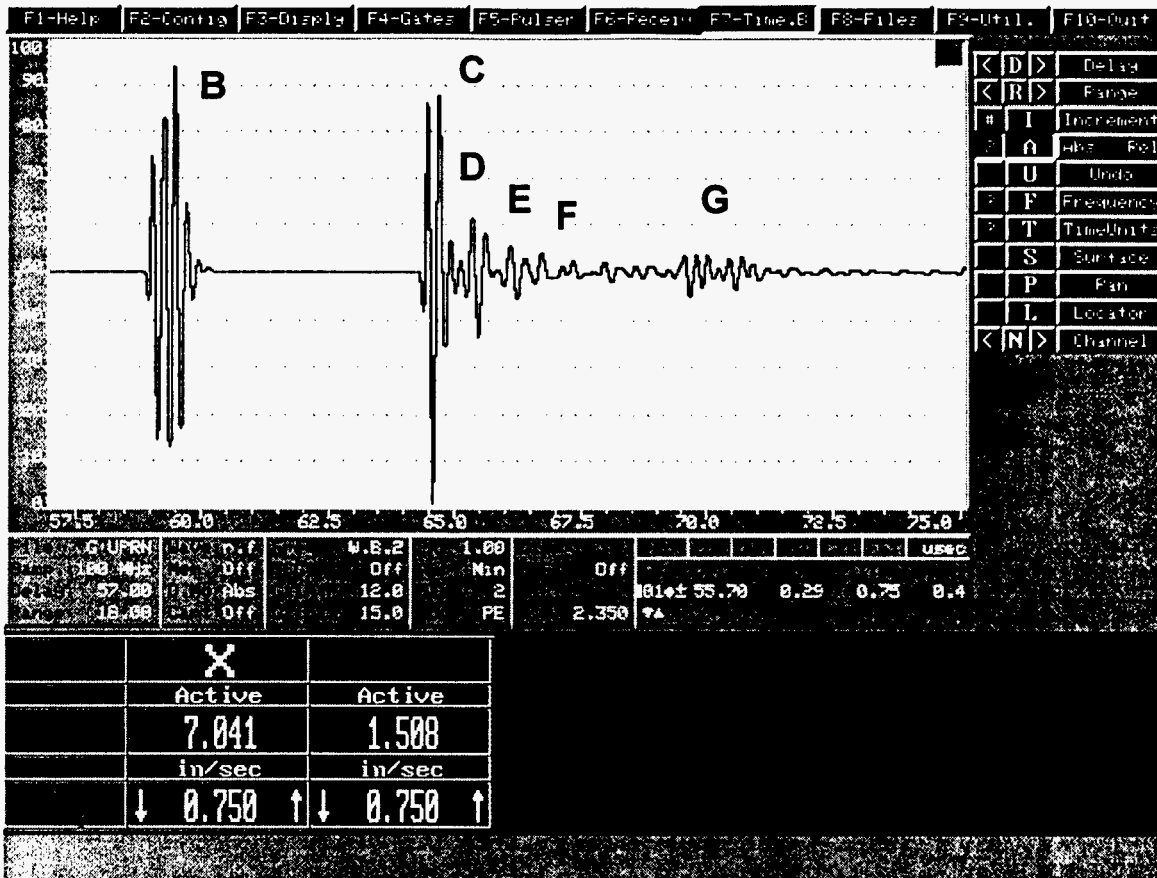 F1-Help F2-Config F3-Disply F4-Gates F5-Pulser F6-Receiv F7-Time.B F8-Files F9-Util. F10-Quit
100
90
B
C
D
E
F
G
< D > Delay
< R > Range
# I Increment
A Abs Rel
U Undo
F Frequency
T TimeUnits
S Surface
P Pan
L Locator
< N > Channel
57.5 60.0 62.5 65.0 67.5 70.0 72.5 75.0
G:UPRN n.f W.B.2 1.00 usec
100 MHz Off Off Min Off
57.00 Abs 12.0 2 55.70 0.29 0.75 0.4
18.00 Off 15.0 PE 2.350
X
Active Active
7.041 1.508
in/sec in/sec
↓ 0.750 ↑ ↓ 0.750 ↑